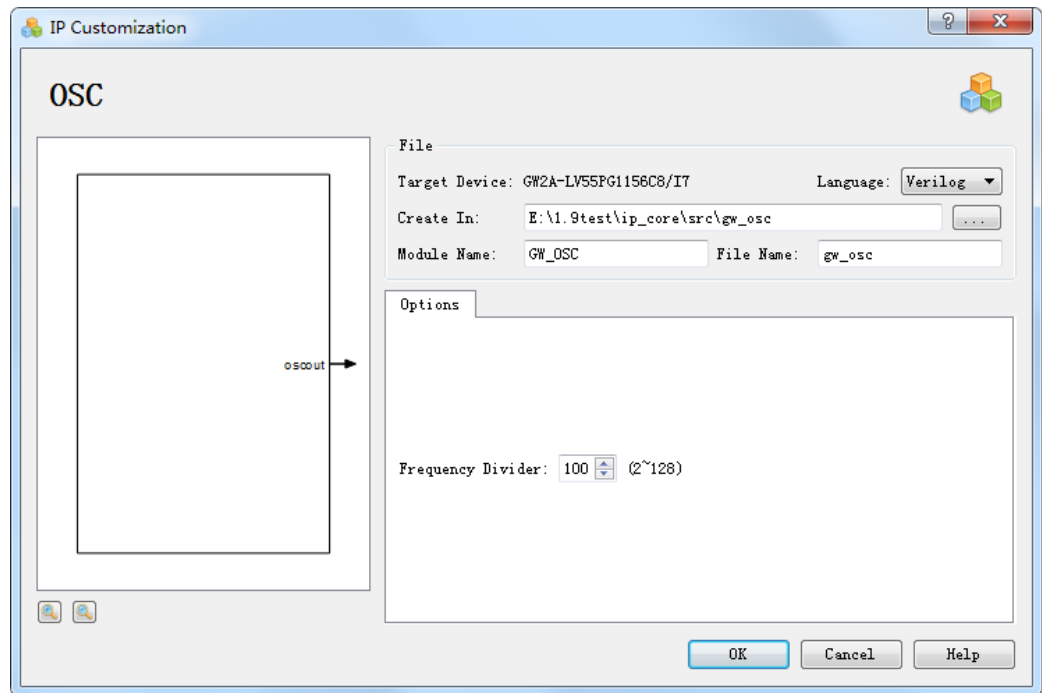 IP Customization
OSC
File
Target Device: GW2A-LV55PG1156C8/I7 Language: Verilog
Create In: E:\1.9test\ip_core\src\gw_osc ...
Module Name: GW_OSC File Name: gw_osc
Options
oscout
Frequency Divider: 100 (2~128)
OK Cancel Help